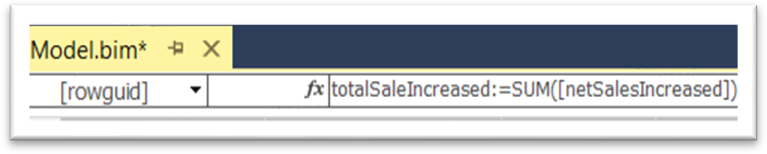 Model.bim*
[rowguid] fx totalSaleIncreased:=SUM([netSalesIncreased])